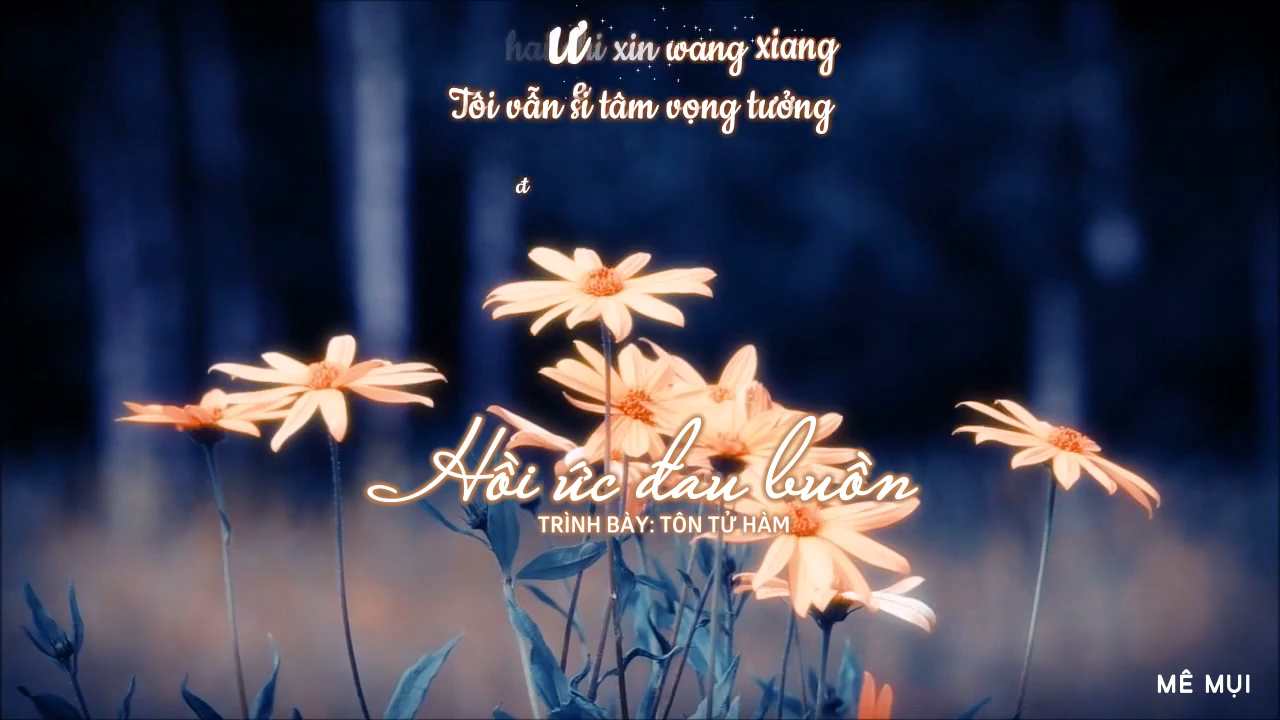 xin wang xiang
Tôi vẫn si tâm vọng tưởng
đ
Hồi ức đau buồn
TRÌNH BÀY: TÔN TỬ HÀM
MÊ MỤI